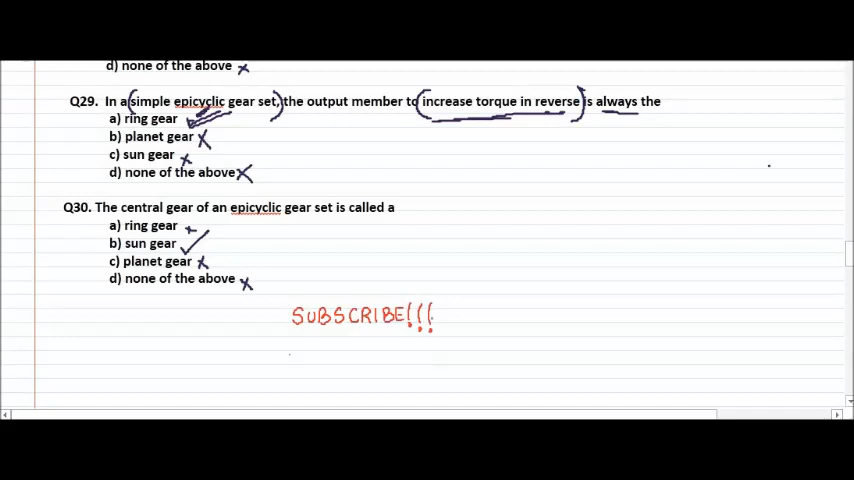 d) none of the above
Q29. In a simple epicyclic gear set, the output member to increase torque in reverse is always the
a) ring gear
b) planet gear
c) sun gear
d) none of the above
Q30. The central gear of an epicyclic gear set is called a
a) ring gear
b) sun gear
c) planet gear
d) none of the above
SUBSCRIBE!!!